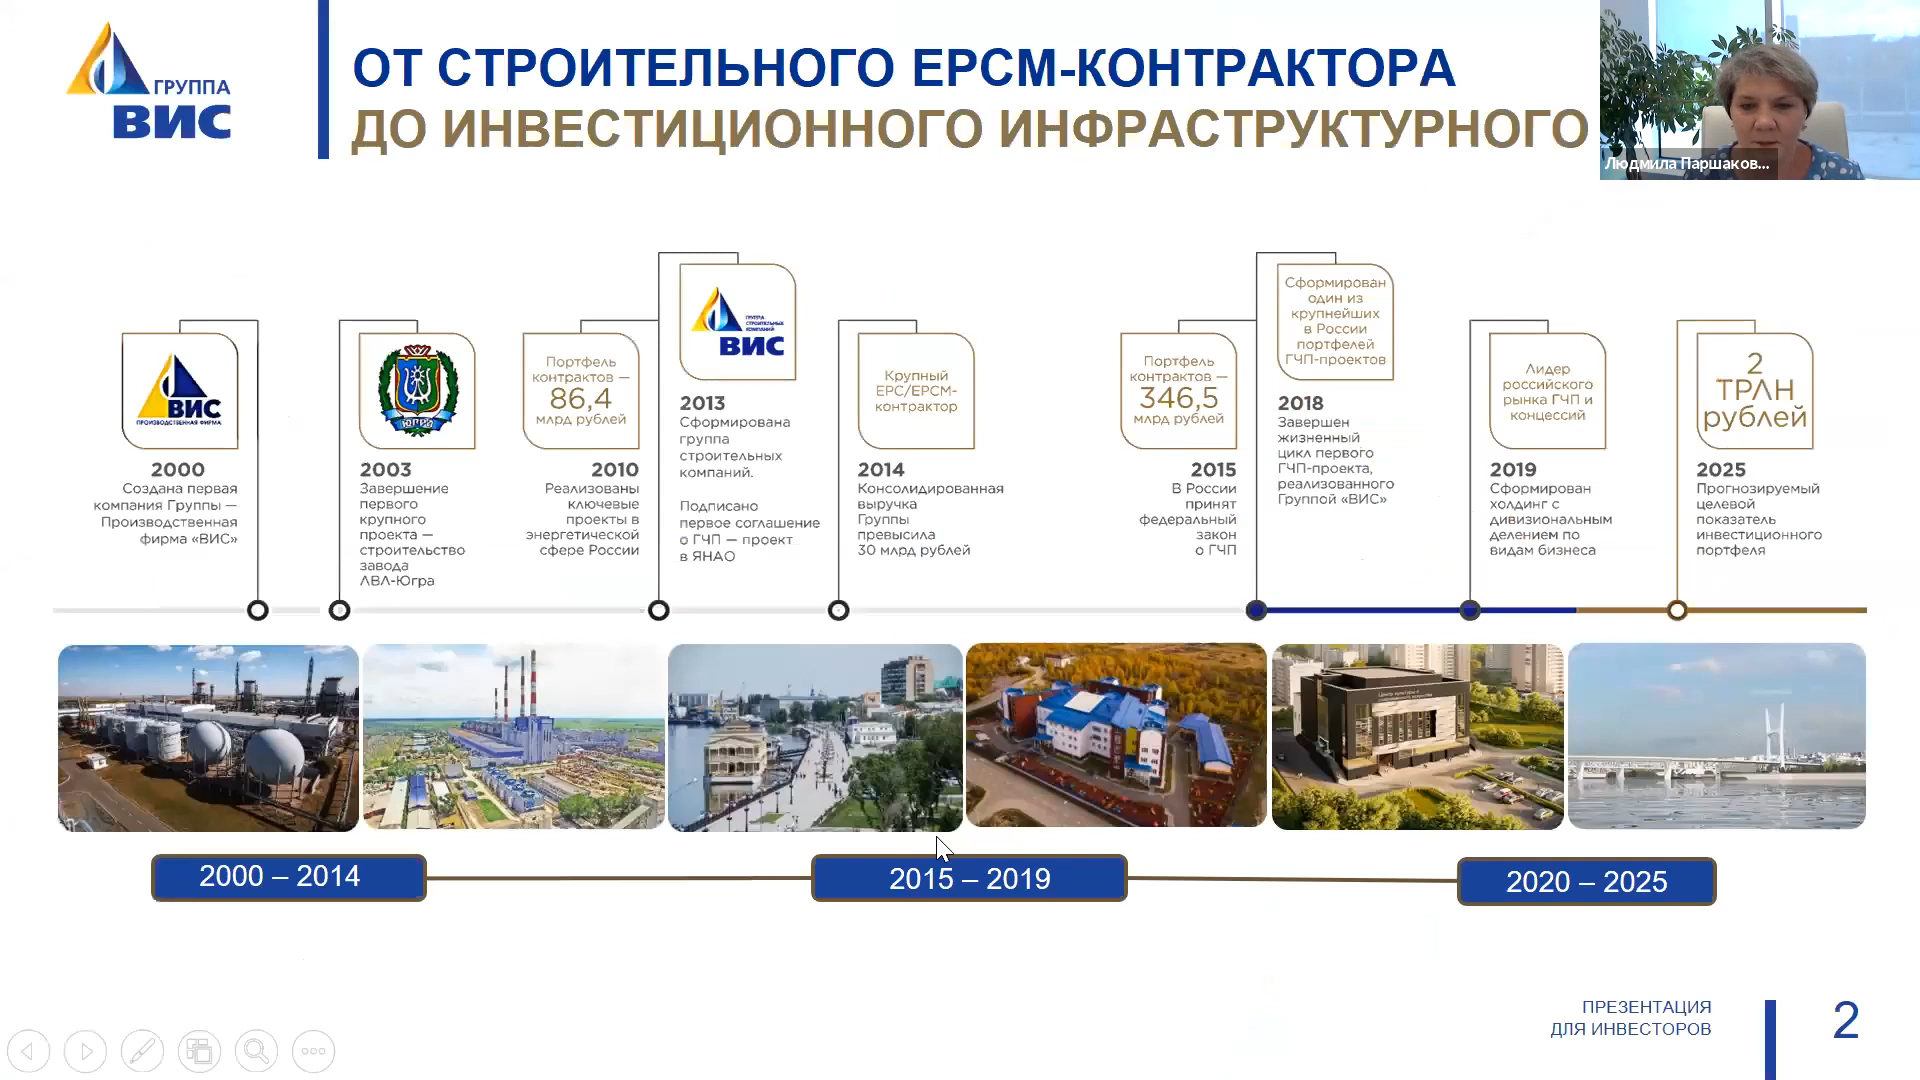 ГРУППА
ВИС
ОТ СТРОИТЕЛЬНОГО EPCM-КОНТРАКТОРА
ДО ИНВЕСТИЦИОННОГО ИНФРАСТРУКТУРНОГО
Людмила Паршаков...
ВИС
ПРОИЗВОДСТВЕННАЯ ФИРМА
2000
Создана первая
компания Группы —
Производственная
фирма «ВИС»
ЮГРА
2003
Завершение
первого
крупного
проекта —
строительство
завода
ЛВЛ-Югра
Портфель
контрактов —
86,4
млрд рублей
2010
Реализованы
ключевые
проекты в
энергетической
сфере России
ГРУППА
СТРОИТЕЛЬНЫХ
КОМПАНИЙ
ВИС
2013
Сформирована
группа
строительных
компаний.
Подписано
первое соглашение
о ГЧП — проект
в ЯНАО
Крупный
EPC/EPCM-
контрактор
2014
Консолидированная
выручка
Группы
превысила
30 млрд рублей
Портфель
контрактов —
346,5
млрд рублей
2015
В России
принят
федеральный
закон
о ГЧП
Сформирован
один из
крупнейших
в России
портфелей
ГЧП-проектов
2018
Завершен
жизненный
цикл первого
ГЧП-проекта,
реализованного
Группой «ВИС»
Лидер
российского
рынка ГЧП и
концессий
2019
Сформирован
холдинг с
дивизиональным
делением по
видам бизнеса
2
ТРЛН
рублей
2025
Прогнозируемый
целевой
показатель
инвестиционного
портфеля
2000 – 2014
2015 – 2019
2020 – 2025
ПРЕЗЕНТАЦИЯ
ДЛЯ ИНВЕСТОРОВ
2